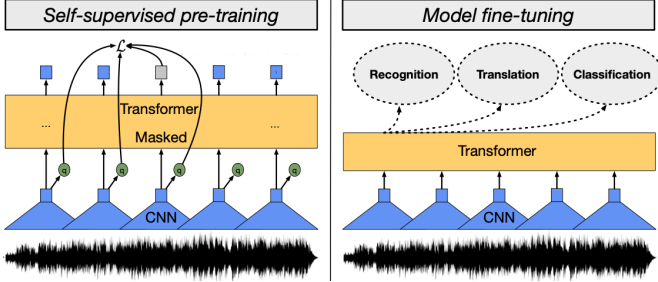 Self-supervised pre-training
ℒ
Transformer
...
...
Masked
q
q
q
q
q
CNN
Model fine-tuning
Recognition
Translation
Classification
Transformer
CNN